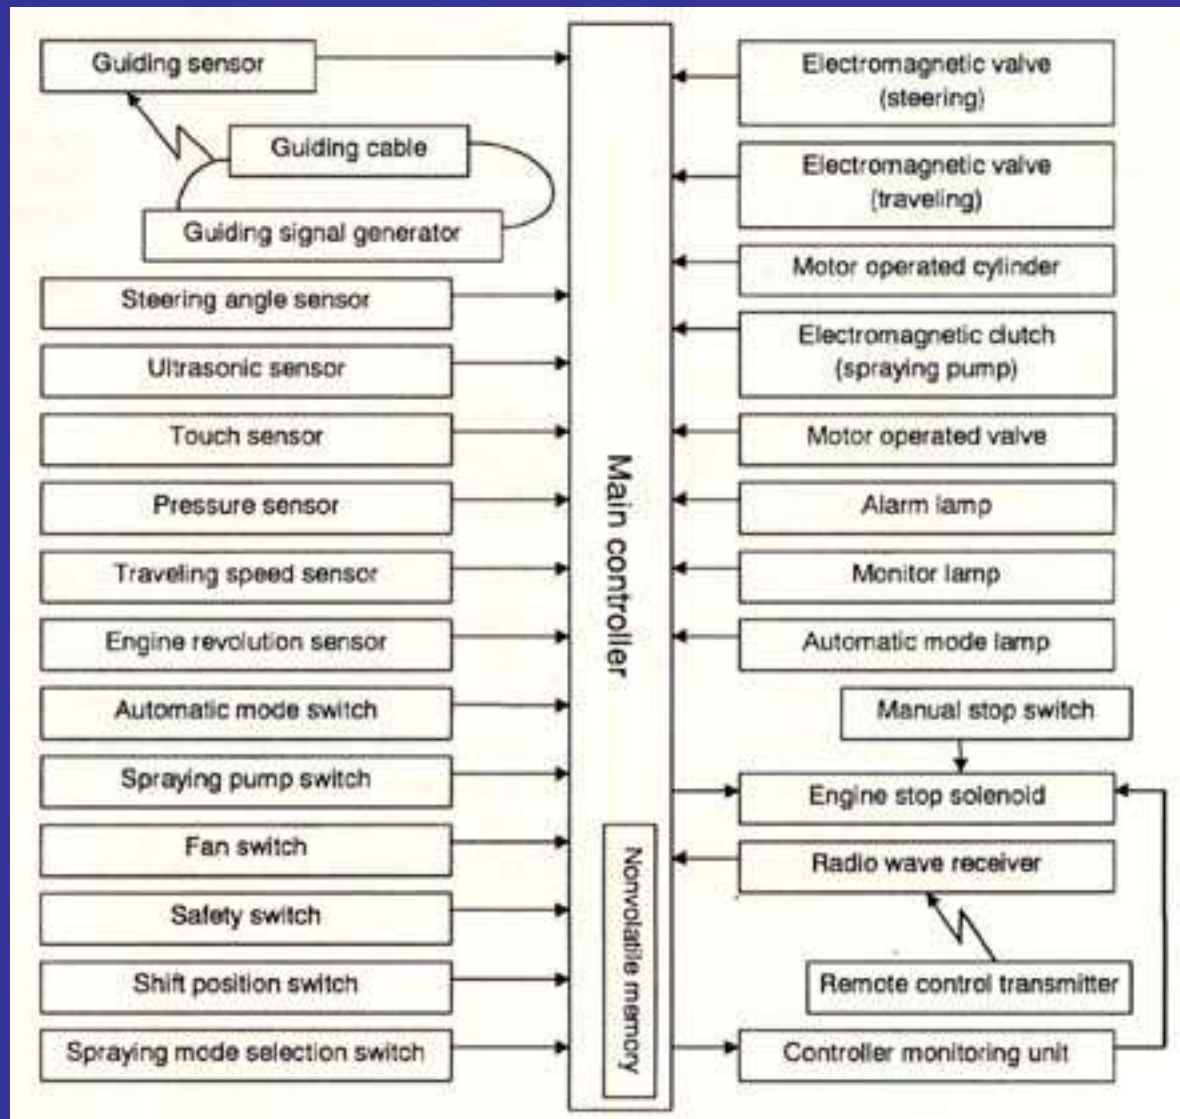 Guiding sensor
Guiding cable
Guiding signal generator
Steering angle sensor
Ultrasonic sensor
Touch sensor
Pressure sensor
Traveling speed sensor
Engine revolution sensor
Automatic mode switch
Spraying pump switch
Fan switch
Safety switch
Shift position switch
Spraying mode selection switch
Main controller
Nonvolatile memory
Electromagnetic valve
(steering)
Electromagnetic valve
(traveling)
Motor operated cylinder
Electromagnetic clutch
(spraying pump)
Motor operated valve
Alarm lamp
Monitor lamp
Automatic mode lamp
Manual stop switch
Engine stop solenoid
Radio wave receiver
Remote control transmitter
Controller monitoring unit